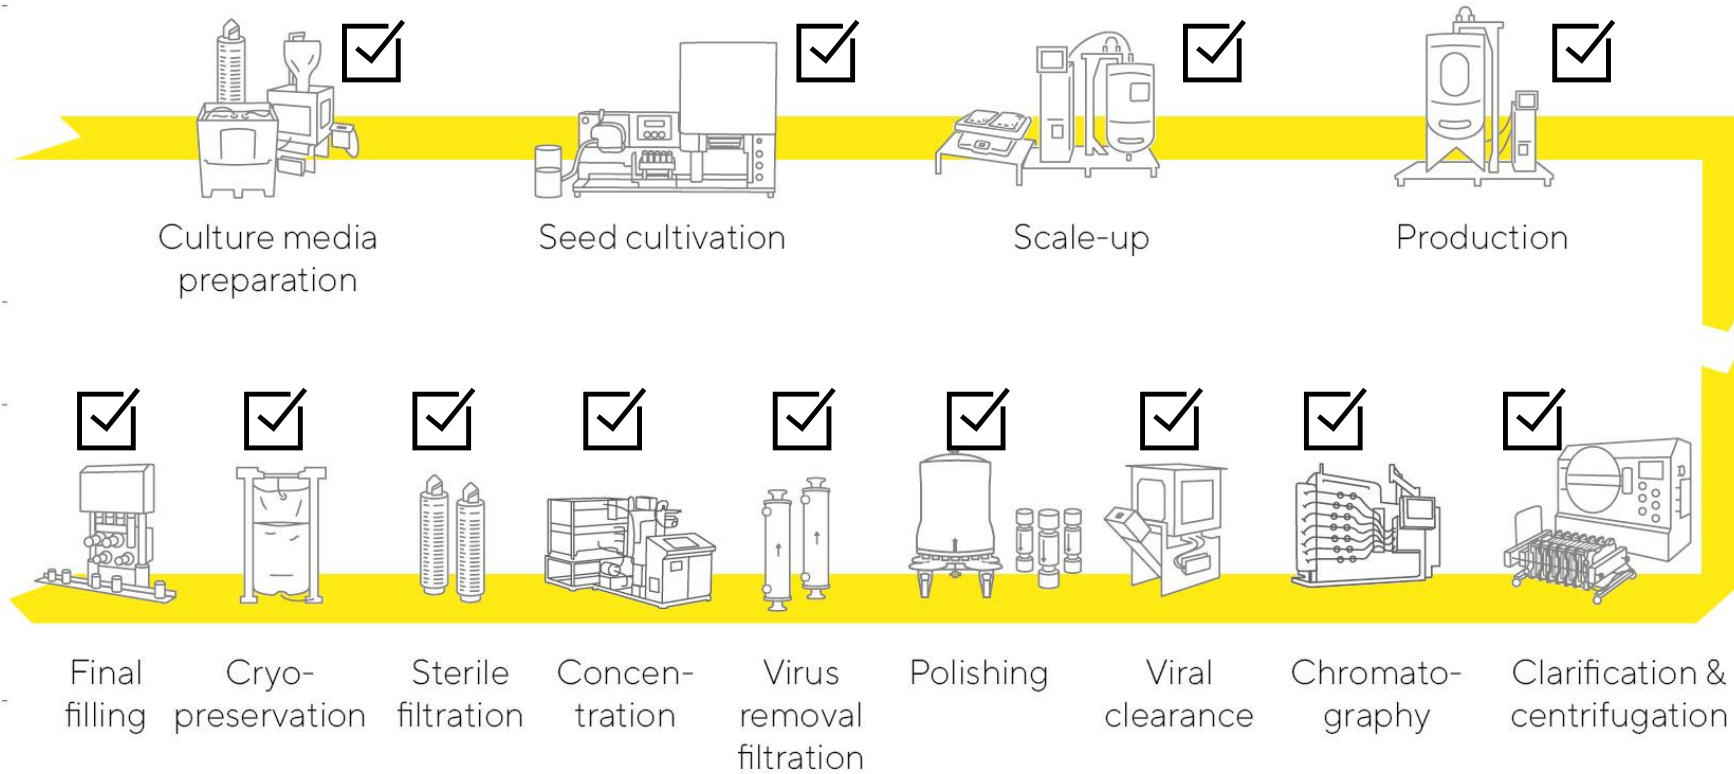 Culture media
preparation
Seed cultivation
Scale-up
Production
Final
filling
Cryo-
preservation
Sterile
filtration
Concen-
tration
Virus
removal
filtration
Polishing
Viral
clearance
Chromato-
graphy
Clarification &
centrifugation